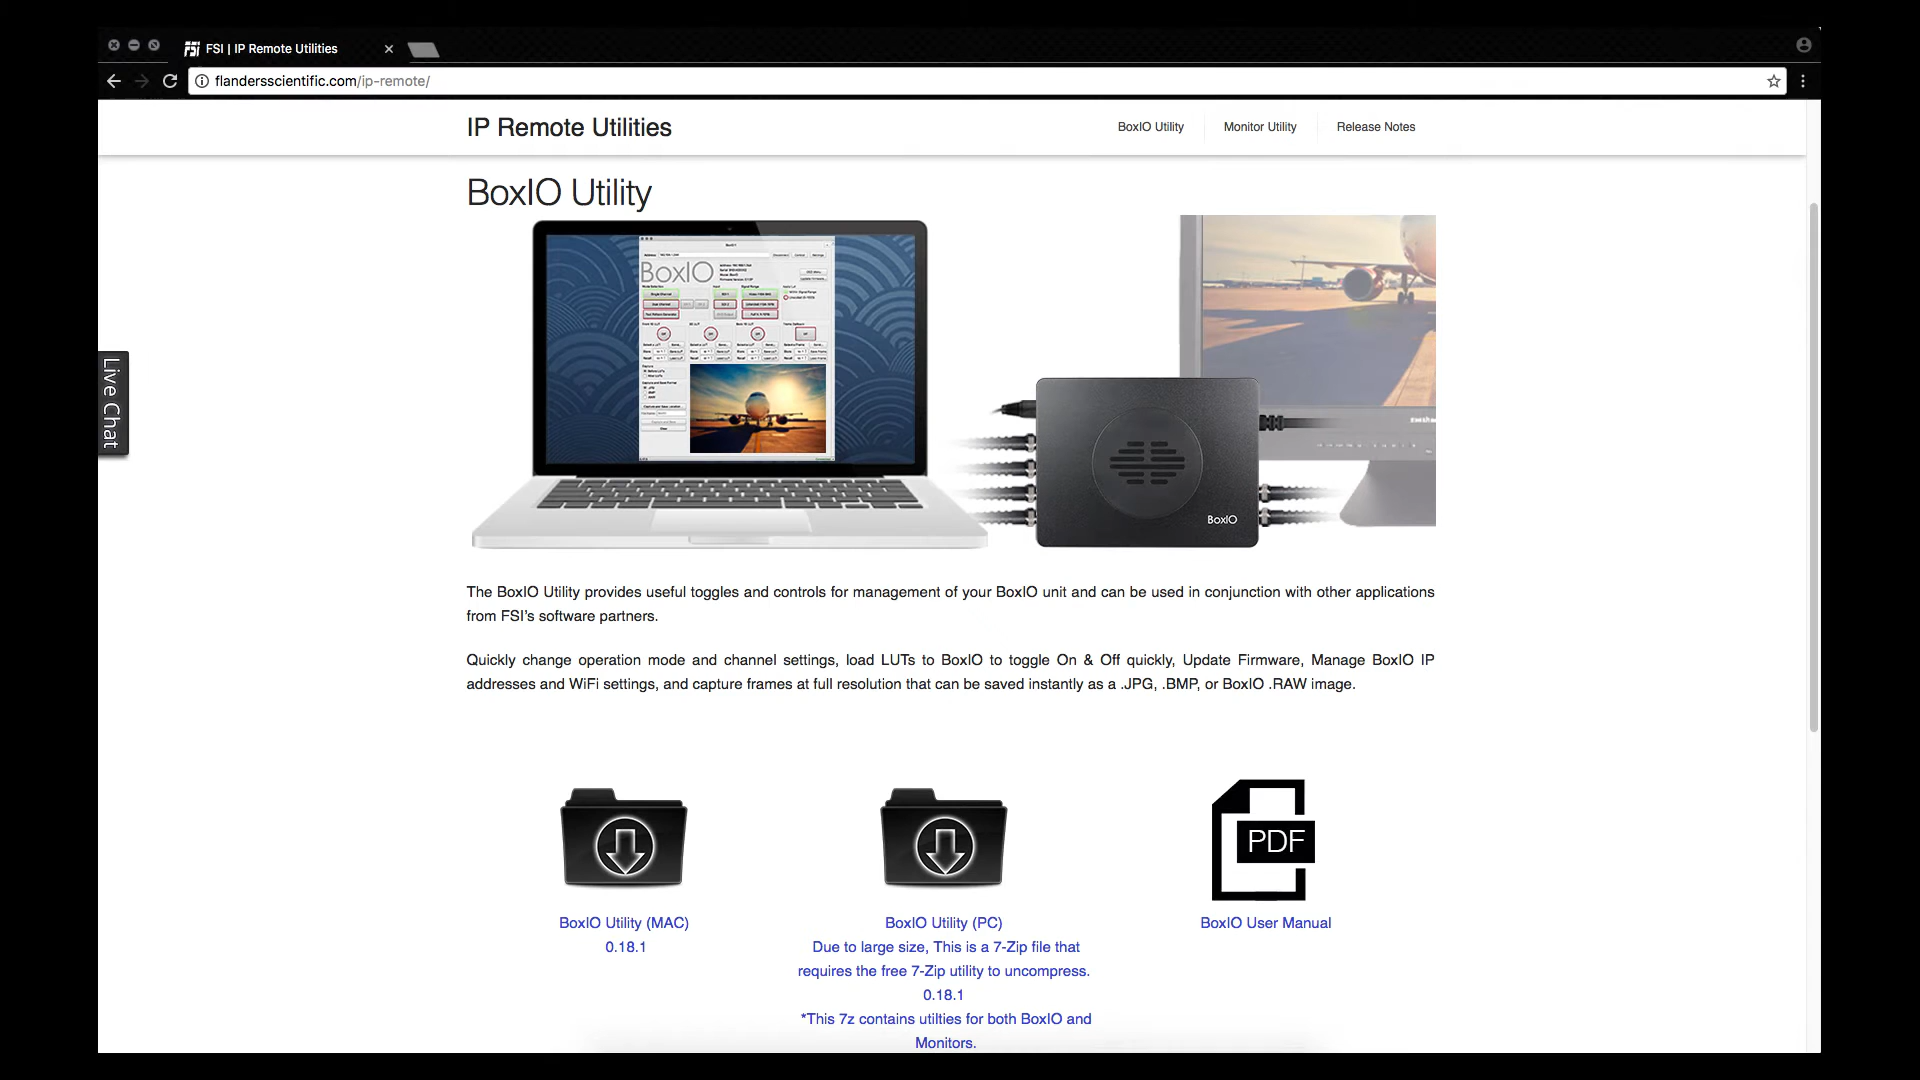 FSI | IP Remote Utilities
flandersscientific.com/ip-remote/
IP Remote Utilities
BoxIO Utility
Monitor Utility
Release Notes
BoxIO Utility
BoxIO
Live Chat
BoxIO
The BoxIO Utility provides useful toggles and controls for management of your BoxIO unit and can be used in conjunction with other applications
from FSI’s software partners.
Quickly change operation mode and channel settings, load LUTs to BoxIO to toggle On & Off quickly, Update Firmware, Manage BoxIO IP
addresses and WiFi settings, and capture frames at full resolution that can be saved instantly as a .JPG, .BMP, or BoxIO .RAW image.
PDF
BoxIO Utility (MAC)
0.18.1
BoxIO Utility (PC)
Due to large size, This is a 7-Zip file that
requires the free 7-Zip utility to uncompress.
0.18.1
*This 7z contains utilties for both BoxIO and
Monitors.
BoxIO User Manual